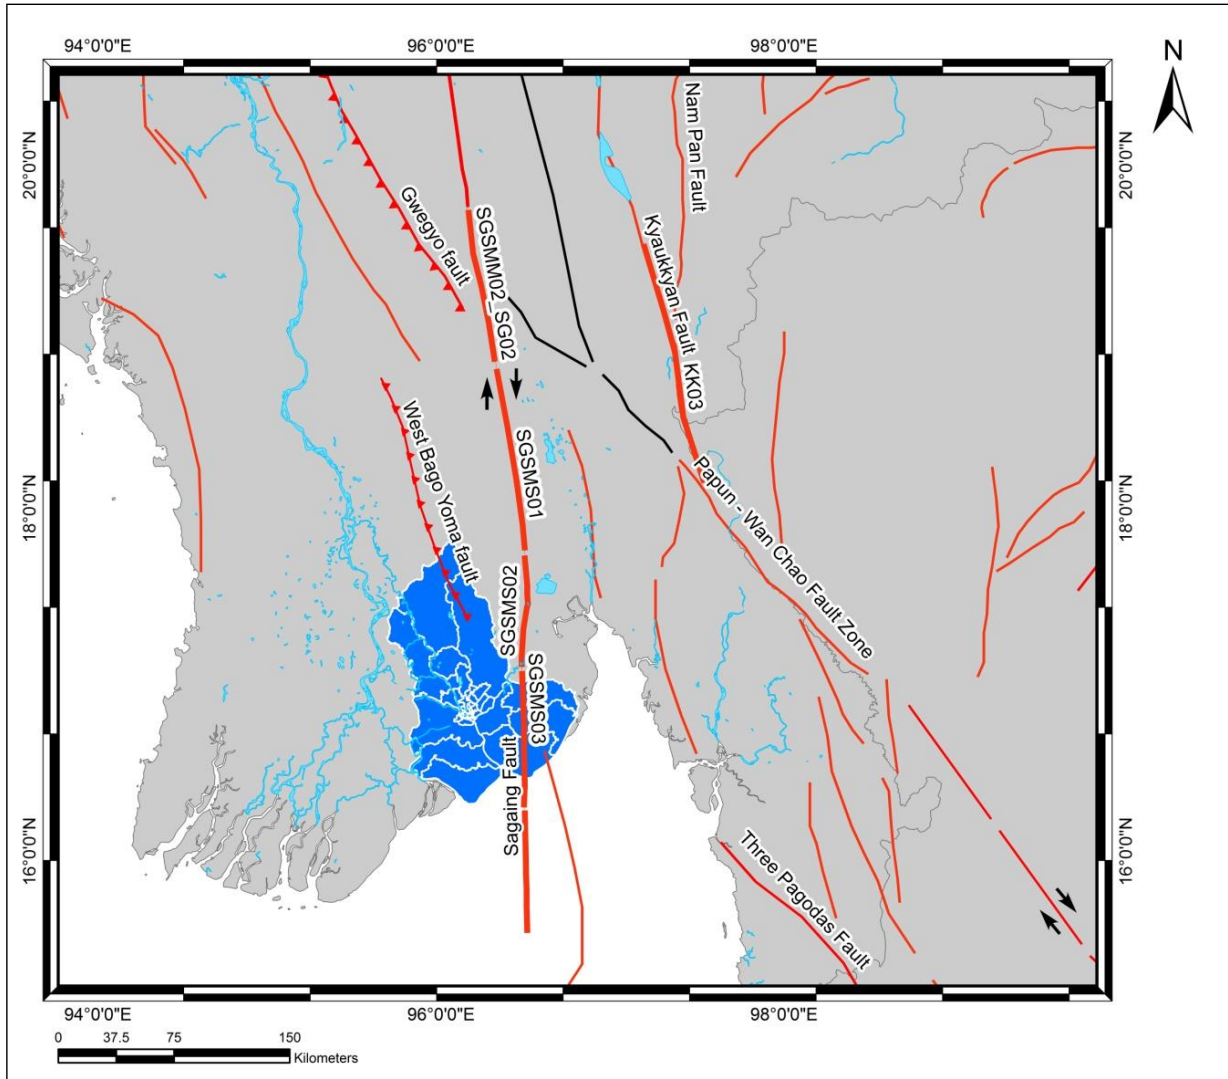 94°0'0"E
96°0'0"E
98°0'0"E
N
20°0'0"N
20°0'0"N
Nam Pan Fault
Gwegyo fault
SGSMM02_SG02
Kyaukkyan Fault KK03
West Bago Yoma fault
SGSMS01
Papun - Wan Chao Fault Zone
18°0'0"N
18°0'0"N
SGSMS02
SGSMS03
Sagaing Fault
Three Pagodas Fault
16°0'0"N
16°0'0"N
94°0'0"E
96°0'0"E
98°0'0"E
0 37.5 75 150
Kilometers